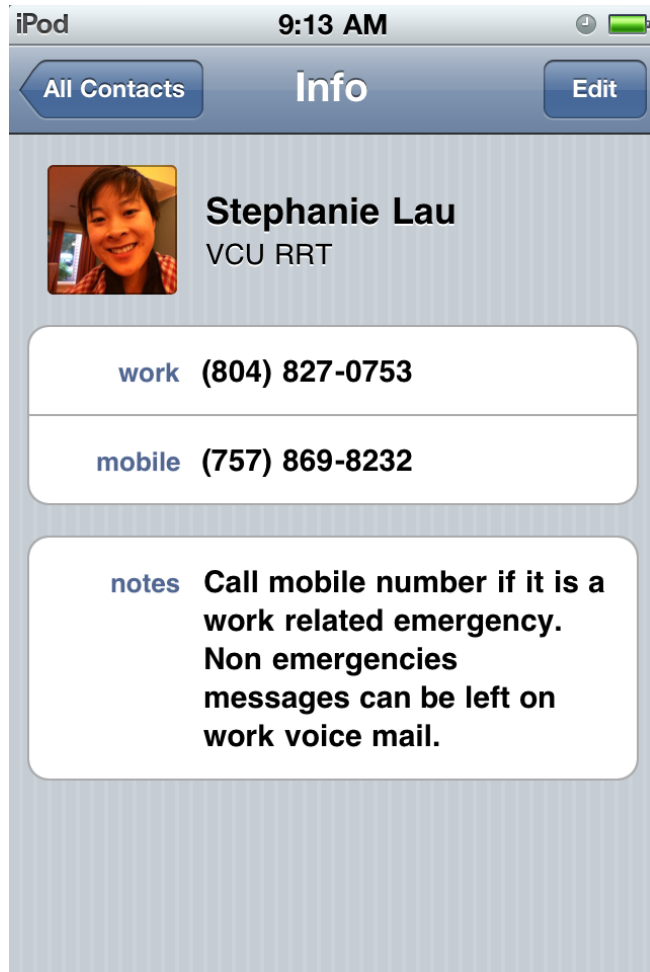 iPod 9:13 AM
All Contacts Info Edit
Stephanie Lau
VCU RRT
work (804) 827-0753
mobile (757) 869-8232
notes Call mobile number if it is a
work related emergency.
Non emergencies
messages can be left on
work voice mail.